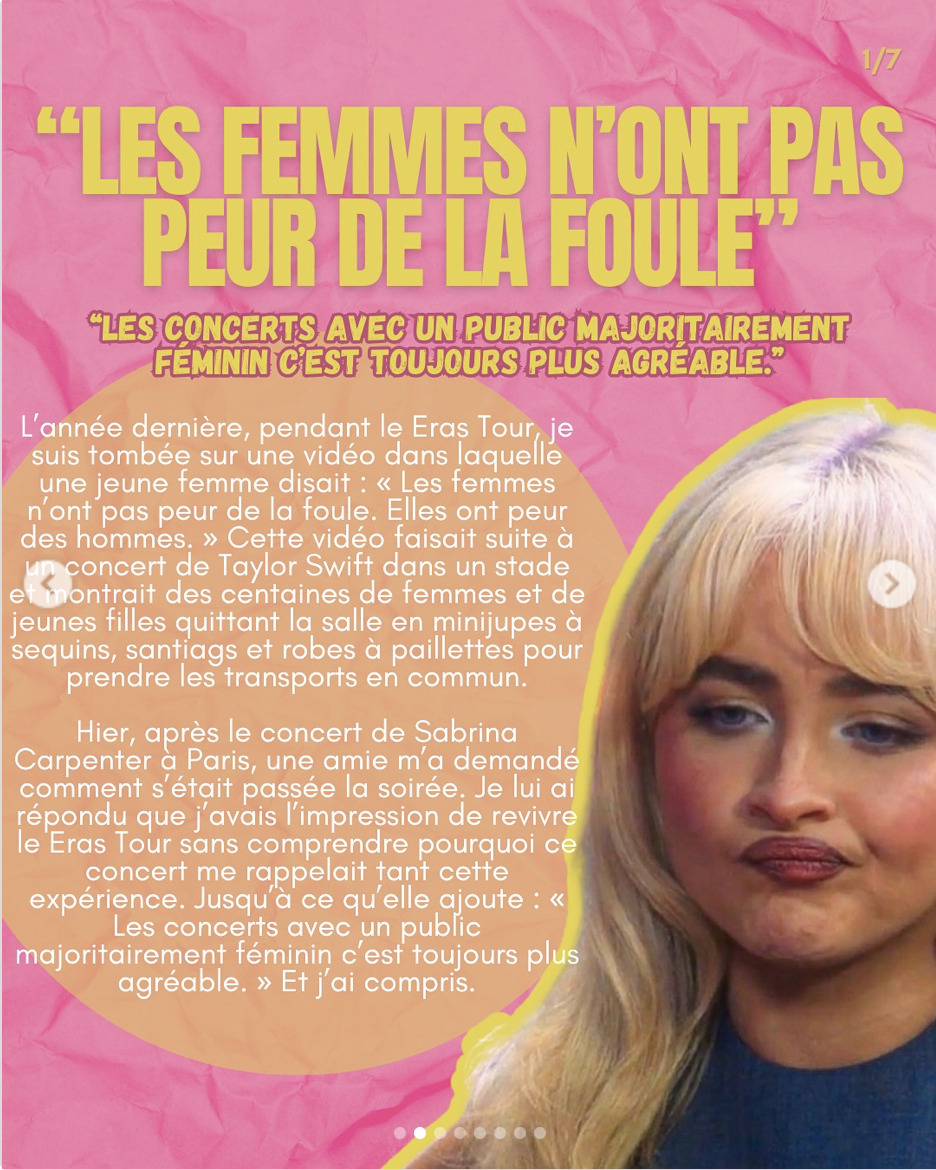 1/7
“LES FEMMES N’ONT PAS
PEUR DE LA FOULE”
“LES CONCERTS AVEC UN PUBLIC MAJORITAIREMENT
FÉMININ C’EST TOUJOURS PLUS AGRÉABLE.”
L’année dernière, pendant le Eras Tour, je
suis tombée sur une vidéo dans laquelle
une jeune femme disait : « Les femmes
n’ont pas peur de la foule. Elles ont peur
des hommes. » Cette vidéo faisait suite à
un concert de Taylor Swift dans un stade
et montrait des centaines de femmes et de
jeunes filles quittant la salle en minijupes à
sequins, santiags et robes à paillettes pour
prendre les transports en commun.
Hier, après le concert de Sabrina
Carpenter à Paris, une amie m’a demandé
comment s’était passée la soirée. Je lui ai
répondu que j’avais l’impression de revivre
le Eras Tour sans comprendre pourquoi ce
concert me rappelait tant cette
expérience. Jusqu’à ce qu’elle ajoute : «
Les concerts avec un public
majoritairement féminin c’est toujours plus
agréable. » Et j’ai compris.